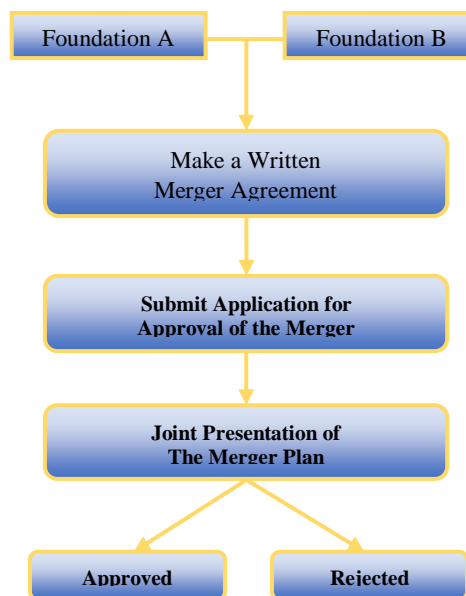 Foundation A
Foundation B
Make a Written
Merger Agreement
Submit Application for
Approval of the Merger
Joint Presentation of
The Merger Plan
Approved
Rejected